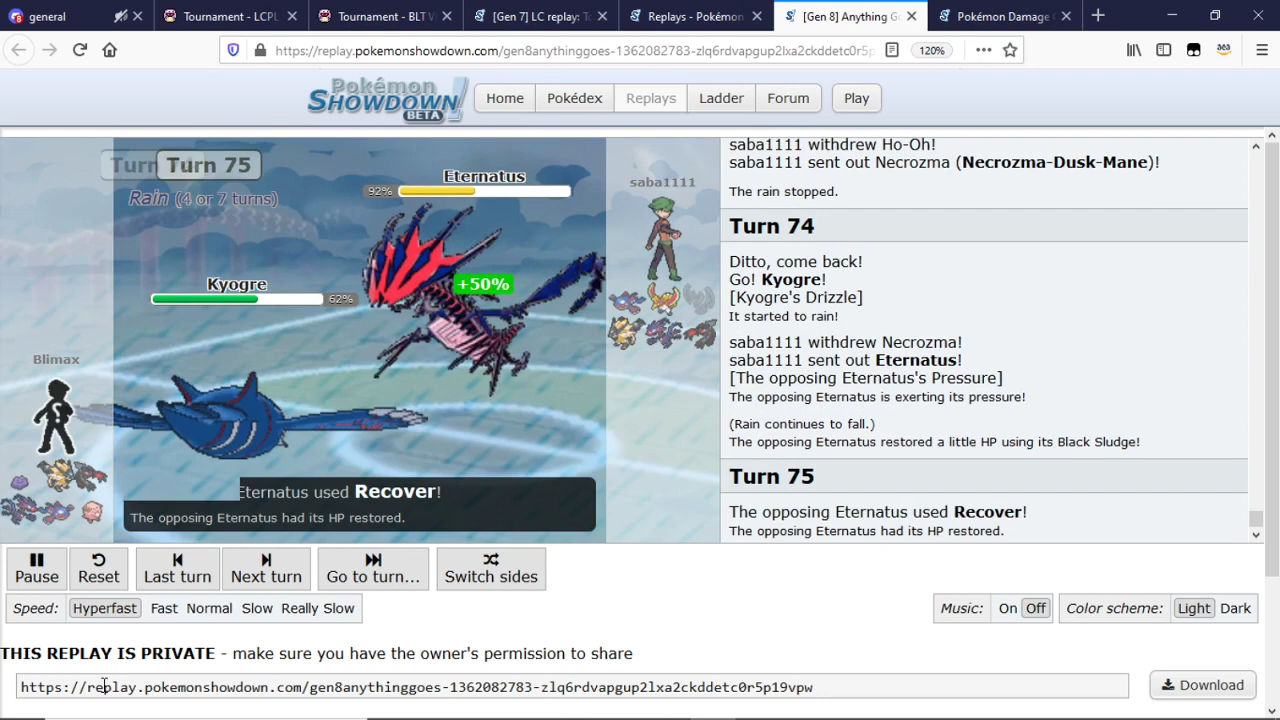 general
Tournament - LCPL
Tournament - BLT V
[Gen 7] LC replay: To
Replays - Pokémon
[Gen 8] Anything Go
Pokémon Damage C
https://replay.pokemonshowdown.com/gen8anythinggoes-1362082783-zlq6rdvapgup2lxa2ckddetc0r5p
120%
Pokémon
SHOWDOWN!
BETA
Home
Pokédex
Replays
Ladder
Forum
Play
Turn
Turn 75
Rain (4 or 7 turns)
Eternatus
92%
+50%
Kyogre
62%
Blimax
saba1111
Eternatus used Recover!
The opposing Eternatus had its HP restored.
saba1111 withdrew Ho-Oh!
saba1111 sent out Necrozma (Necrozma-Dusk-Mane)!
The rain stopped.
Turn 74
Ditto, come back!
Go! Kyogre!
[Kyogre's Drizzle]
It started to rain!
saba1111 withdrew Necrozma!
saba1111 sent out Eternatus!
[The opposing Eternatus's Pressure]
The opposing Eternatus is exerting its pressure!
(Rain continues to fall.)
The opposing Eternatus restored a little HP using its Black Sludge!
Turn 75
The opposing Eternatus used Recover!
The opposing Eternatus had its HP restored.
Pause
Reset
Last turn
Next turn
Go to turn...
Switch sides
Speed: Hyperfast Fast Normal Slow Really Slow
Music: On Off
Color scheme: Light Dark
THIS REPLAY IS PRIVATE - make sure you have the owner's permission to share
https://replay.pokemonshowdown.com/gen8anythinggoes-1362082783-zlq6rdvapgup2lxa2ckddetc0r5p19vpw
Download